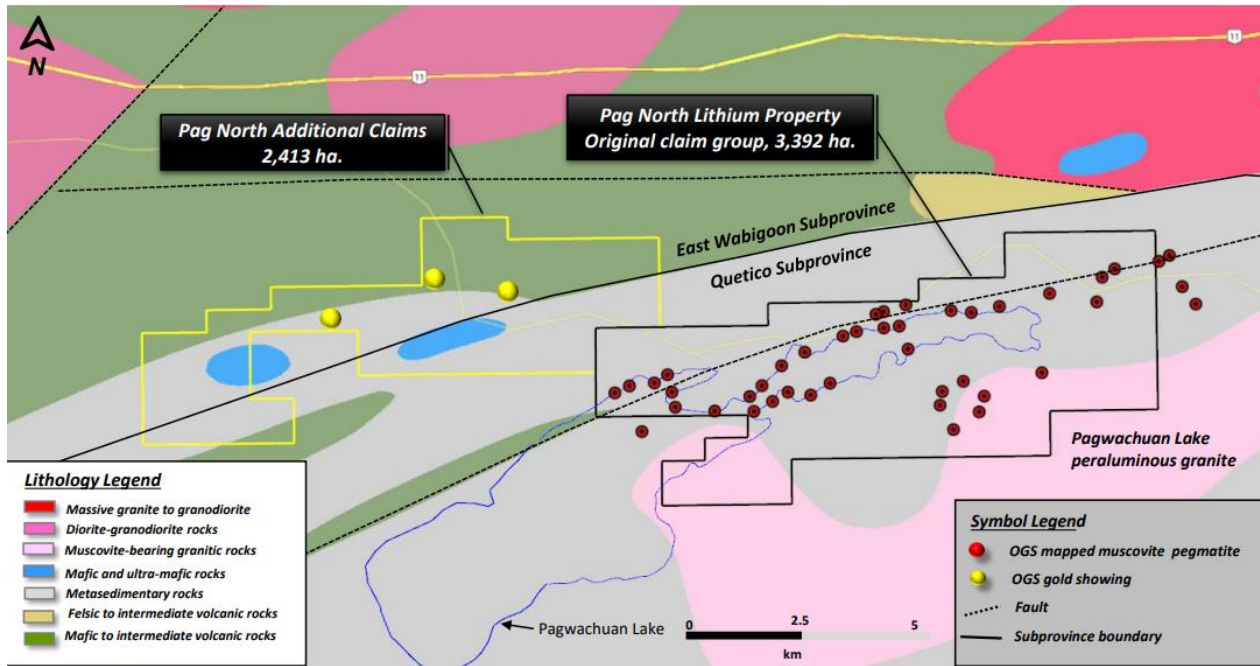 11
11
N
Pag North Additional Claims
2,413 ha.
Pag North Lithium Property
Original claim group, 3,392 ha.
East Wabigoon Subprovince
Quetico Subprovince
Pagwachuan Lake
peraluminous granite
Lithology Legend
Massive granite to granodiorite
Diorite-granodiorite rocks
Muscovite-bearing granitic rocks
Mafic and ultra-mafic rocks
Metasedimentary rocks
Felsic to intermediate volcanic rocks
Mafic to intermediate volcanic rocks
Pagwachuan Lake
0 2.5 5
km
Symbol Legend
OGS mapped muscovite pegmatite
OGS gold showing
Fault
Subprovince boundary